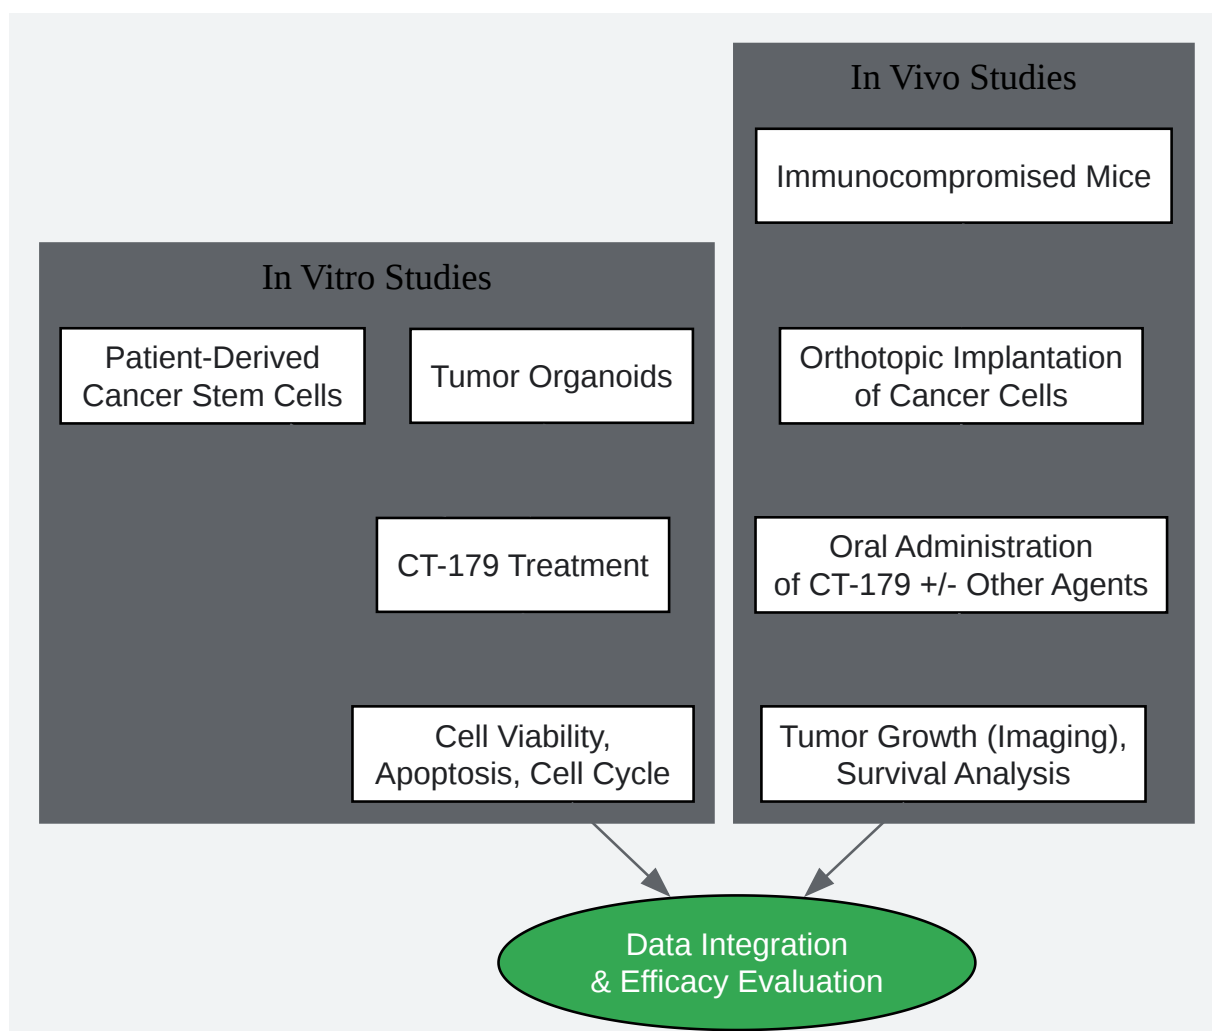 In Vivo Studies
Immunocompromised Mice
In Vitro Studies
Patient-Derived
Cancer Stem Cells
Tumor Organoids
Orthotopic Implantation
of Cancer Cells
CT-179 Treatment
Oral Administration
of CT-179 +/- Other Agents
Cell Viability,
Apoptosis, Cell Cycle
Tumor Growth (Imaging),
Survival Analysis
Data Integration
& Efficacy Evaluation